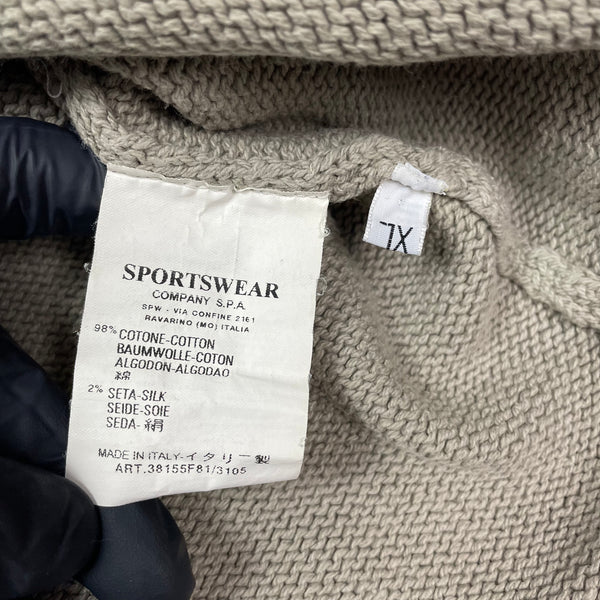 SPORTSWEAR
COMPANY S.P.A.
SPW - VIA CONFINE 2161
RAVARINO (MO) ITALIA
98% COTONE-COTTON
BAUMWOLLE-COTON
ALGODON-ALGODAO
綿
2% SETA-SILK
SEIDE-SOIE
SEDA-絹
MADE IN ITALY-イタリー製
ART.38155F81/3105
XL